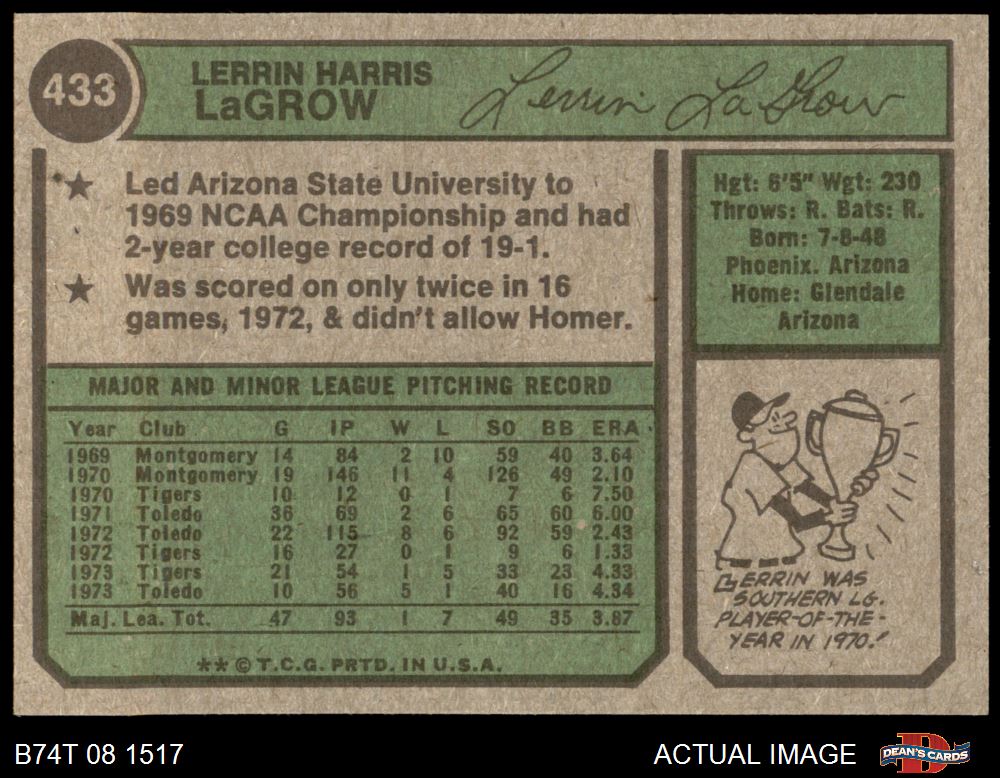 433
LERRIN HARRIS
LaGROW
Lerrin LaGrow
★ Led Arizona State University to
1969 NCAA Championship and had
2-year college record of 19-1.
★ Was scored on only twice in 16
games, 1972, & didn't allow Homer.
Hgt: 6'5" Wgt: 230
Throws: R. Bats: R.
Born: 7-8-48
Phoenix. Arizona
Home: Glendale
Arizona
MAJOR AND MINOR LEAGUE PITCHING RECORD
Year Club G IP W L SO BB ERA
1969 Montgomery 14 84 2 10 59 40 3.64
1970 Montgomery 19 146 11 4 126 49 2.10
1970 Tigers 10 12 0 1 7 6 7.50
1971 Toledo 36 69 2 6 65 60 6.00
1972 Toledo 22 115 8 6 92 59 2.43
1972 Tigers 16 27 0 1 9 6 1.33
1973 Tigers 21 54 1 5 33 23 4.33
1973 Toledo 10 56 5 1 40 16 4.34
Maj. Lea. Tot. 47 93 1 7 49 35 3.87
** © T.C.G. PRTD. IN U.S.A.
LERRIN WAS
SOUTHERN LG.
PLAYER-OF-THE-
YEAR IN 1970!
B74T 08 1517
ACTUAL IMAGE
DEAN'S CARDS